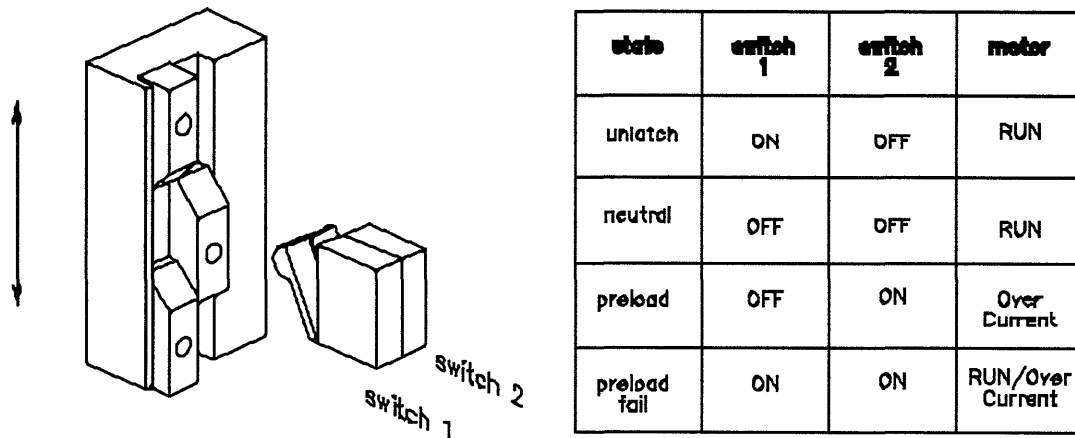 switch 2
switch 1
state
switch
1
switch
2
motor
unlatch
ON
OFF
RUN
neutral
OFF
OFF
RUN
preload
OFF
ON
Over
Current
preload
fail
ON
ON
RUN/Over
Current